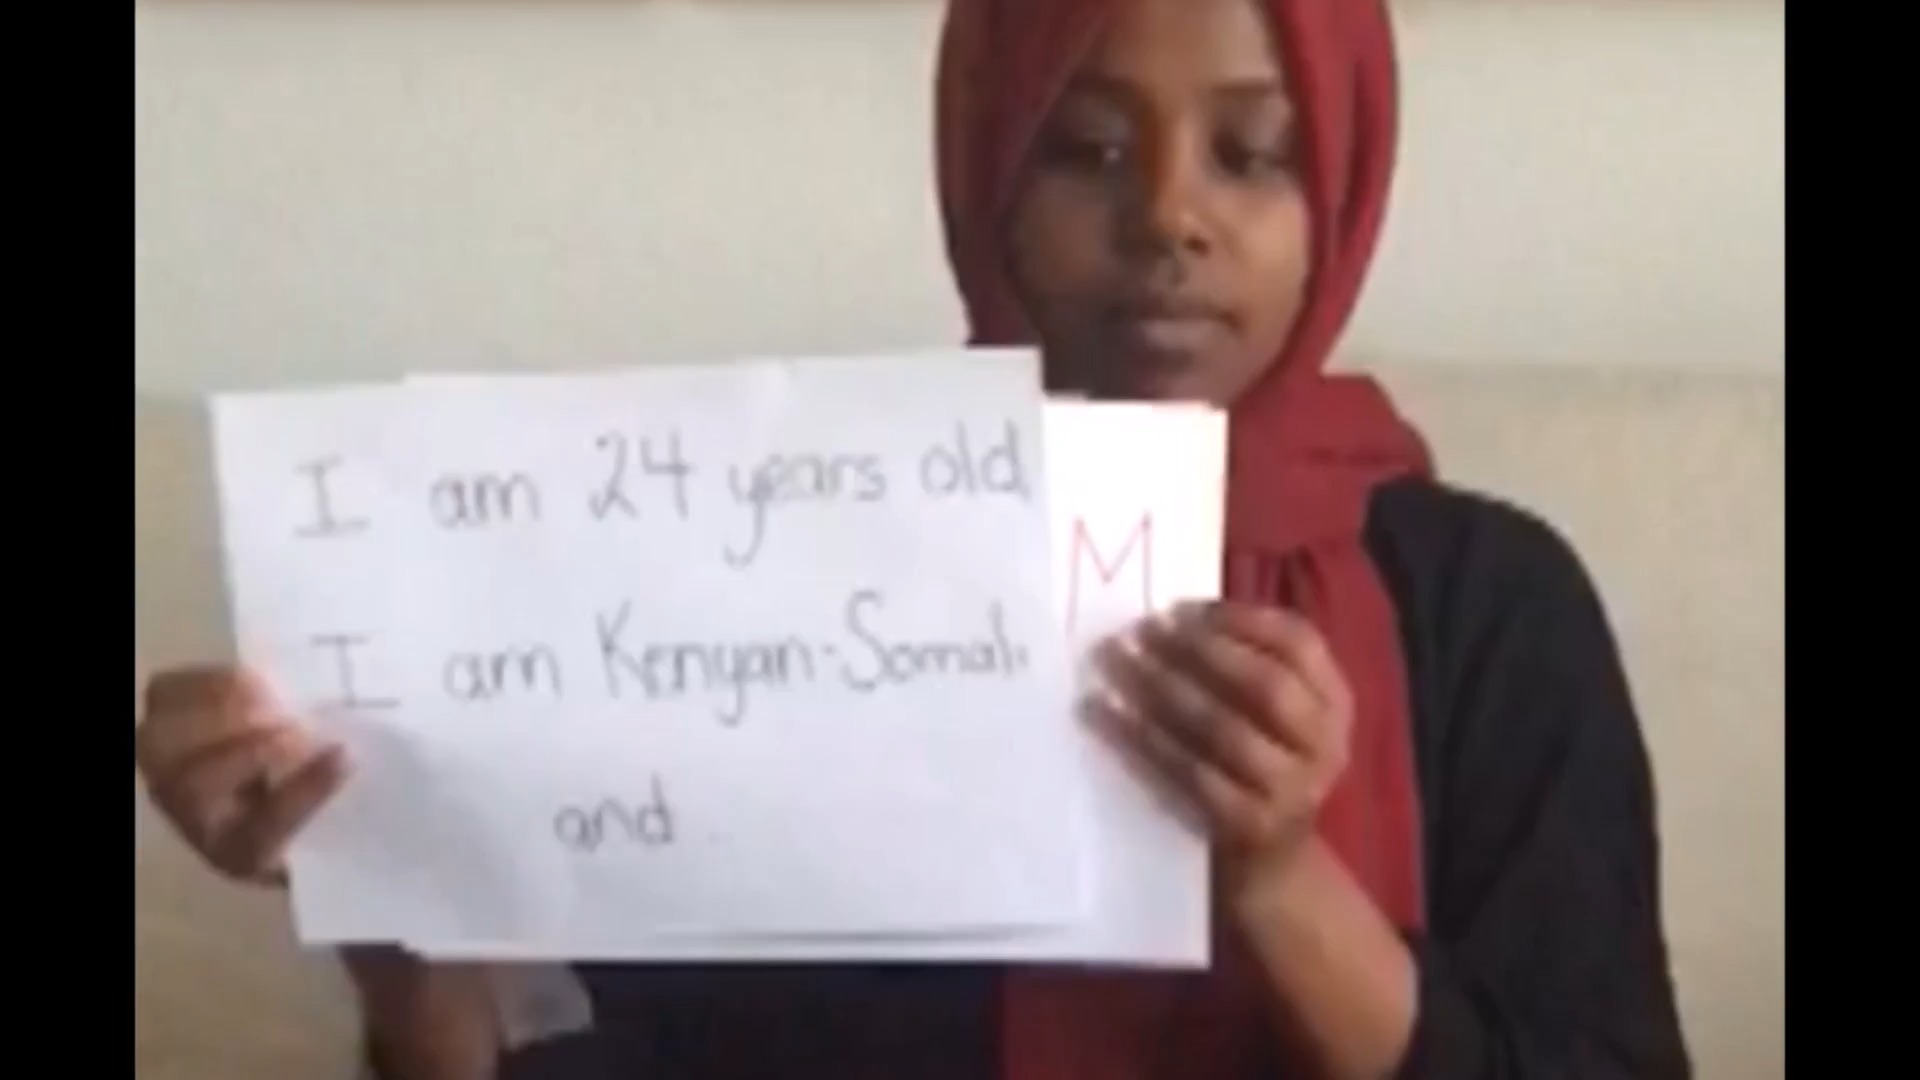 I am 24 years old
I am Kenyan-Somali
and
M